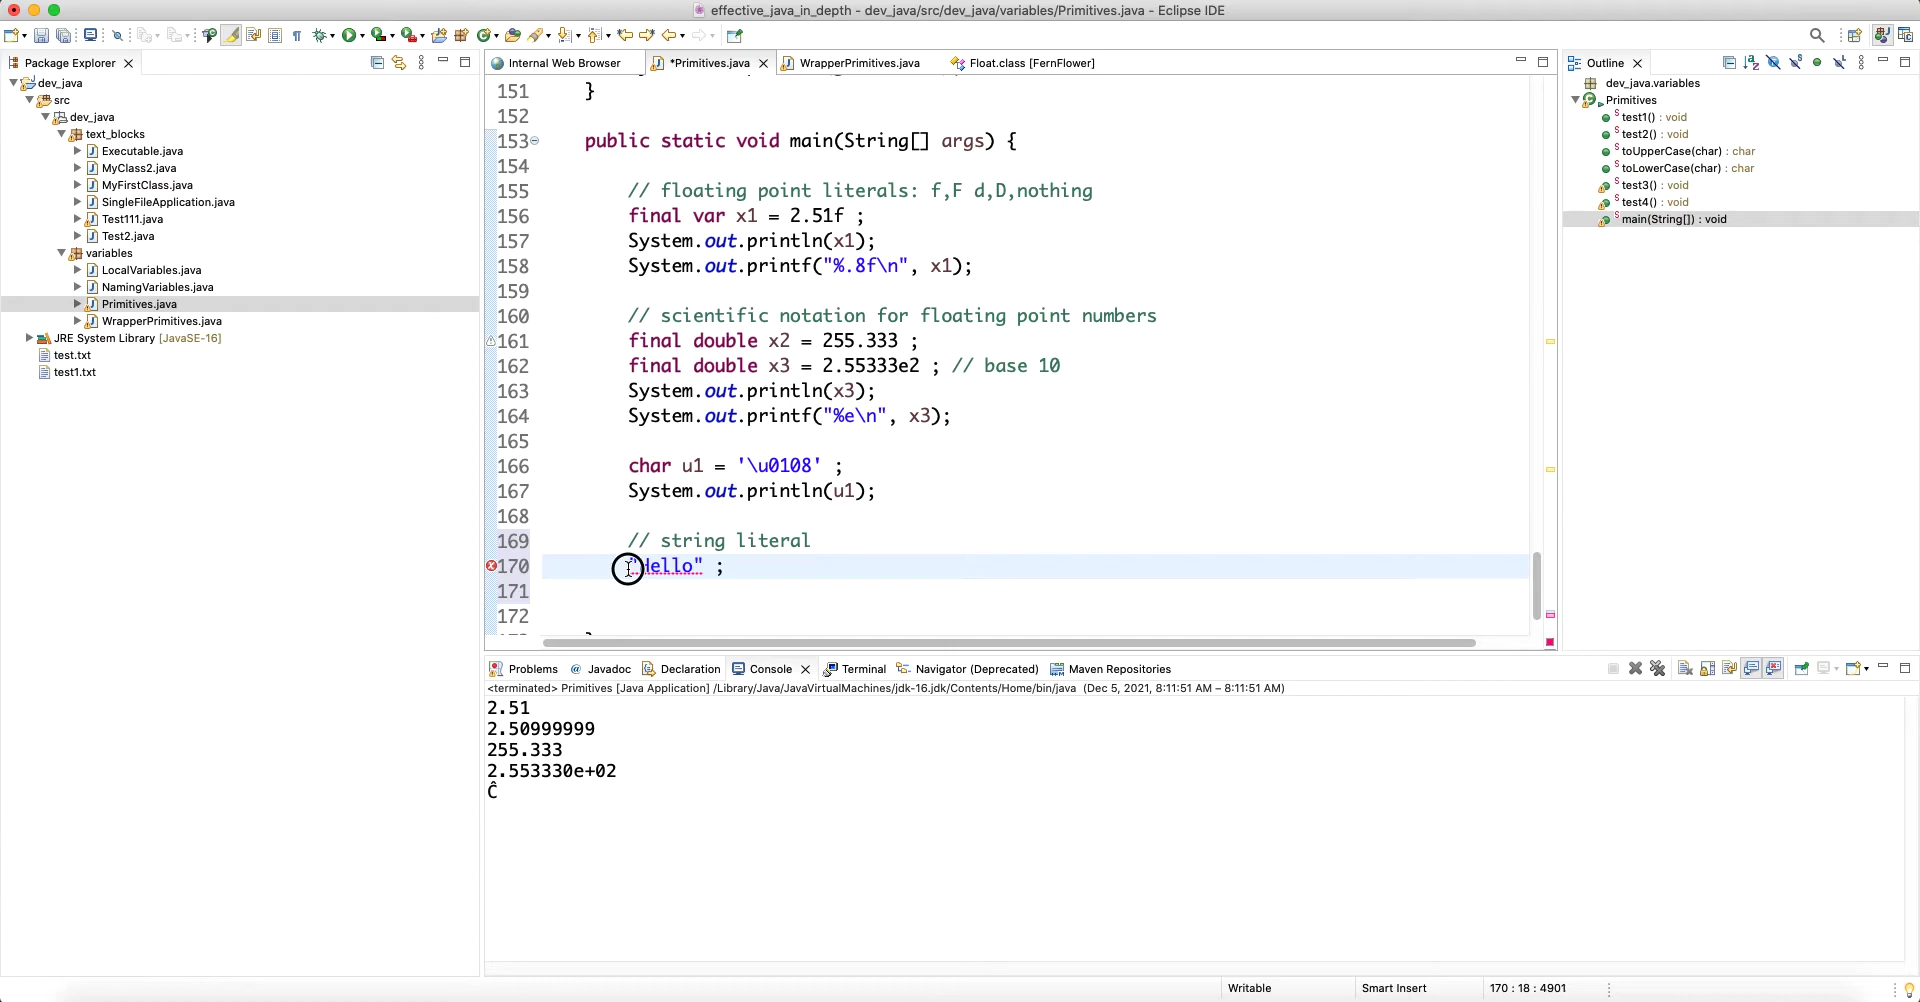 effective_java_in_depth - dev_java/src/dev_java/variables/Primitives.java - Eclipse IDE
Package Explorer
dev_java
src
dev_java
text_blocks
Executable.java
MyClass2.java
MyFirstClass.java
SingleFileApplication.java
Test111.java
Test2.java
variables
LocalVariables.java
NamingVariables.java
Primitives.java
WrapperPrimitives.java
JRE System Library [JavaSE-16]
test.txt
test1.txt
Internal Web Browser
*Primitives.java
WrapperPrimitives.java
Float.class [FernFlower]
151 }
152
153 public static void main(String[] args) {
154
155 // floating point literals: f,F d,D,nothing
156 final var x1 = 2.51f ;
157 System.out.println(x1);
158 System.out.printf("%.8f\n", x1);
159
160 // scientific notation for floating point numbers
161 final double x2 = 255.333 ;
162 final double x3 = 2.55333e2 ; // base 10
163 System.out.println(x3);
164 System.out.printf("%e\n", x3);
165
166 char u1 = '\u0108' ;
167 System.out.println(u1);
168
169 // string literal
170 "Hello" ;
171
172
Outline
dev_java.variables
Primitives
test1() : void
test2() : void
toUpperCase(char) : char
toLowerCase(char) : char
test3() : void
test4() : void
main(String[]) : void
Problems @ Javadoc Declaration Console Terminal Navigator (Deprecated) Maven Repositories
<terminated> Primitives [Java Application] /Library/Java/JavaVirtualMachines/jdk-16.jdk/Contents/Home/bin/java (Dec 5, 2021, 8:11:51 AM – 8:11:51 AM)
2.51
2.50999999
255.333
2.553330e+02
Ĉ
Writable
Smart Insert
170 : 18 : 4901